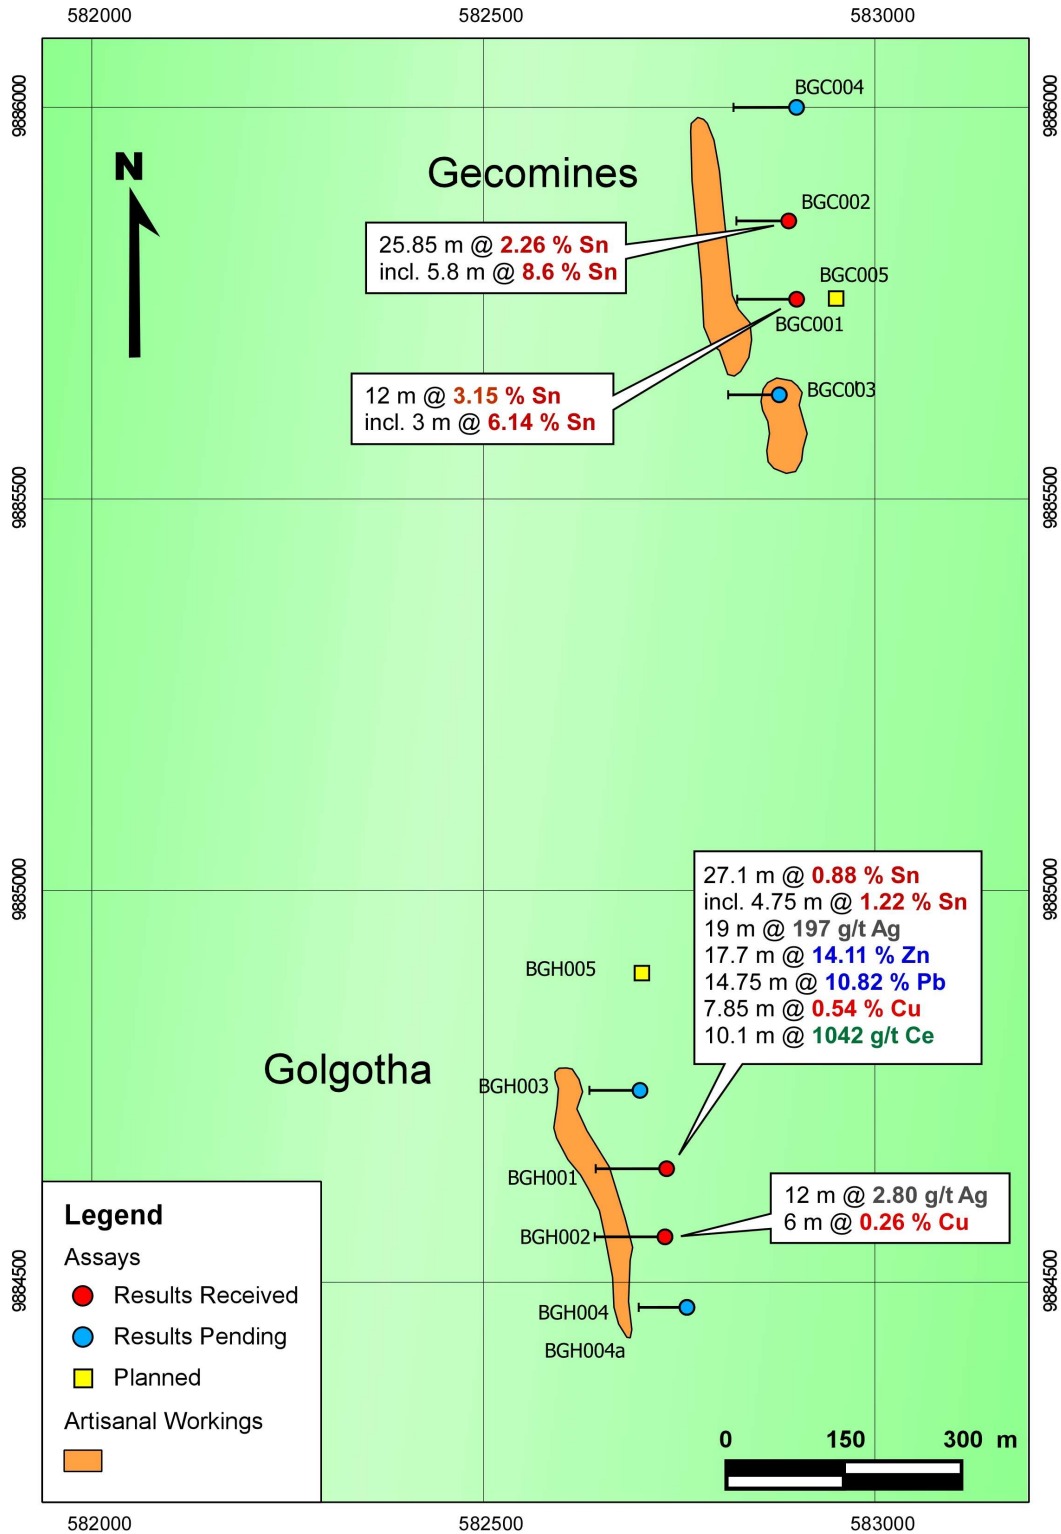 582000
582500
583000
9886000
9886000
BGC004
N
Gecomines
BGC002
25.85 m @ 2.26 % Sn
incl. 5.8 m @ 8.6 % Sn
BGC005
BGC001
12 m @ 3.15 % Sn
incl. 3 m @ 6.14 % Sn
BGC003
9885500
9885500
9885000
9885000
27.1 m @ 0.88 % Sn
incl. 4.75 m @ 1.22 % Sn
19 m @ 197 g/t Ag
17.7 m @ 14.11 % Zn
14.75 m @ 10.82 % Pb
7.85 m @ 0.54 % Cu
10.1 m @ 1042 g/t Ce
BGH005
Golgotha
BGH003
BGH001
12 m @ 2.80 g/t Ag
6 m @ 0.26 % Cu
BGH002
9884500
9884500
BGH004
BGH004a
Legend
Assays
Results Received
Results Pending
Planned
Artisanal Workings
0 150 300 m
582000
582500
583000